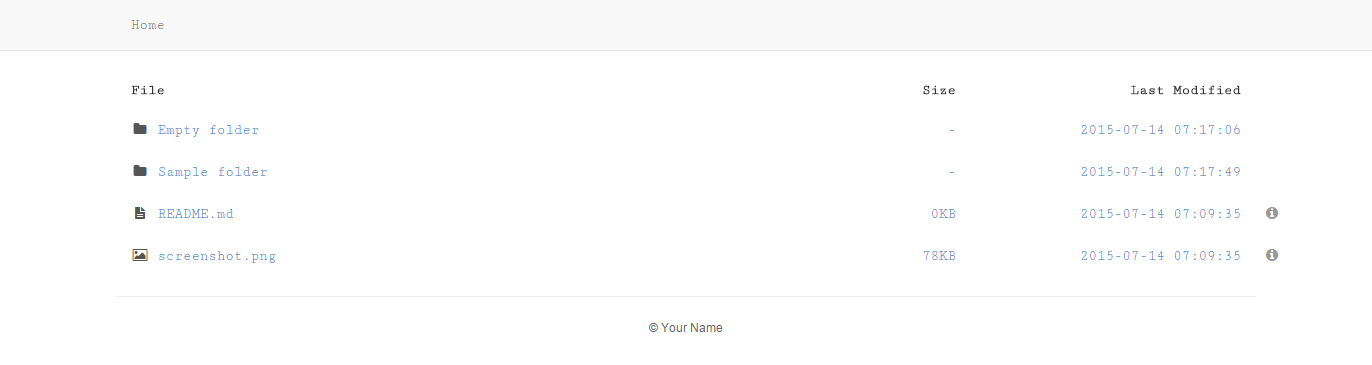 Home
File Size Last Modified
Empty folder - 2015-07-14 07:17:06
Sample folder - 2015-07-14 07:17:49
README.md 0KB 2015-07-14 07:09:35
screenshot.png 78KB 2015-07-14 07:09:35
© Your Name